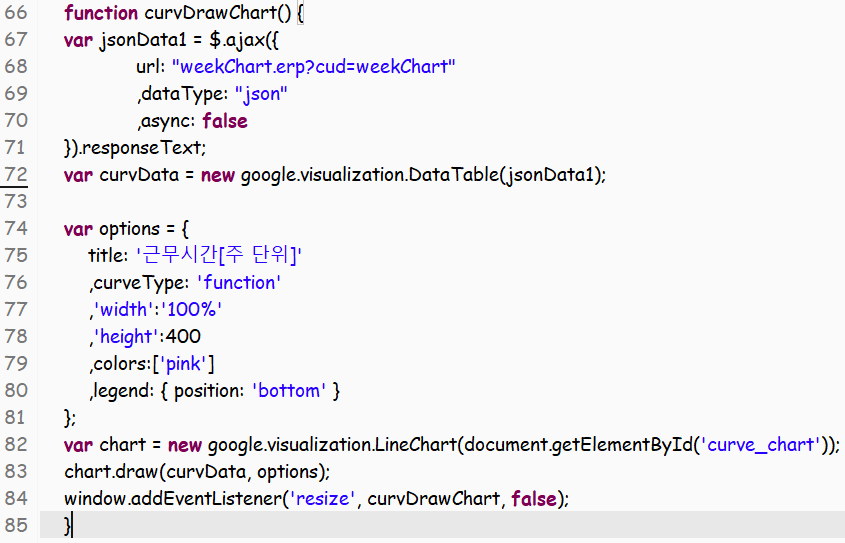 66 function curvDrawChart() {
67 var jsonData1 = $.ajax({
68 url: "weekChart.erp?cud=weekChart"
69 ,dataType: "json"
70 ,async: false
71 }).responseText;
72 var curvData = new google.visualization.DataTable(jsonData1);
73
74 var options = {
75 title: '근무시간[주 단위]'
76 ,curveType: 'function'
77 ,'width':'100%'
78 ,'height':400
79 ,colors:['pink']
80 ,legend: { position: 'bottom' }
81 };
82 var chart = new google.visualization.LineChart(document.getElementById('curve_chart'));
83 chart.draw(curvData, options);
84 window.addEventListener('resize', curvDrawChart, false);
85 }